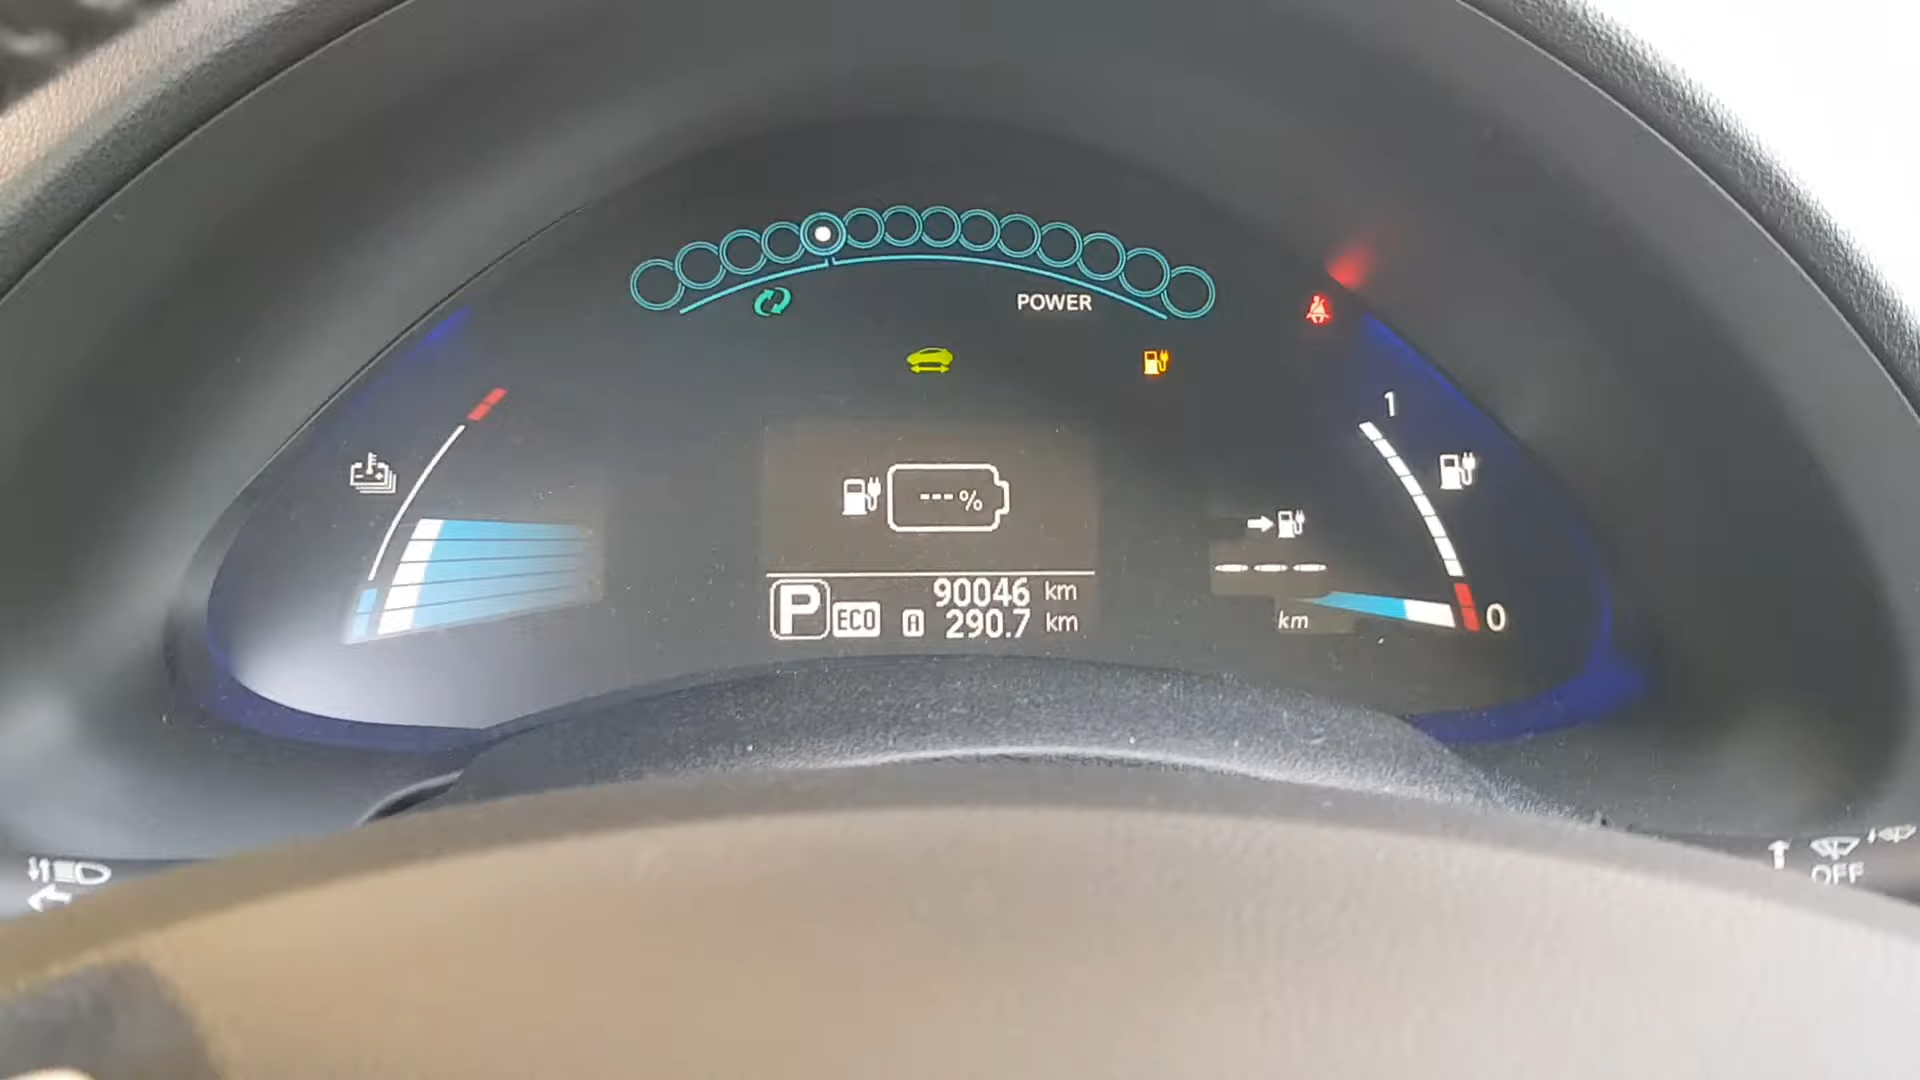 POWER
1
--- %
90046 km
P ECO A 290.7 km
--- km
0
OFF